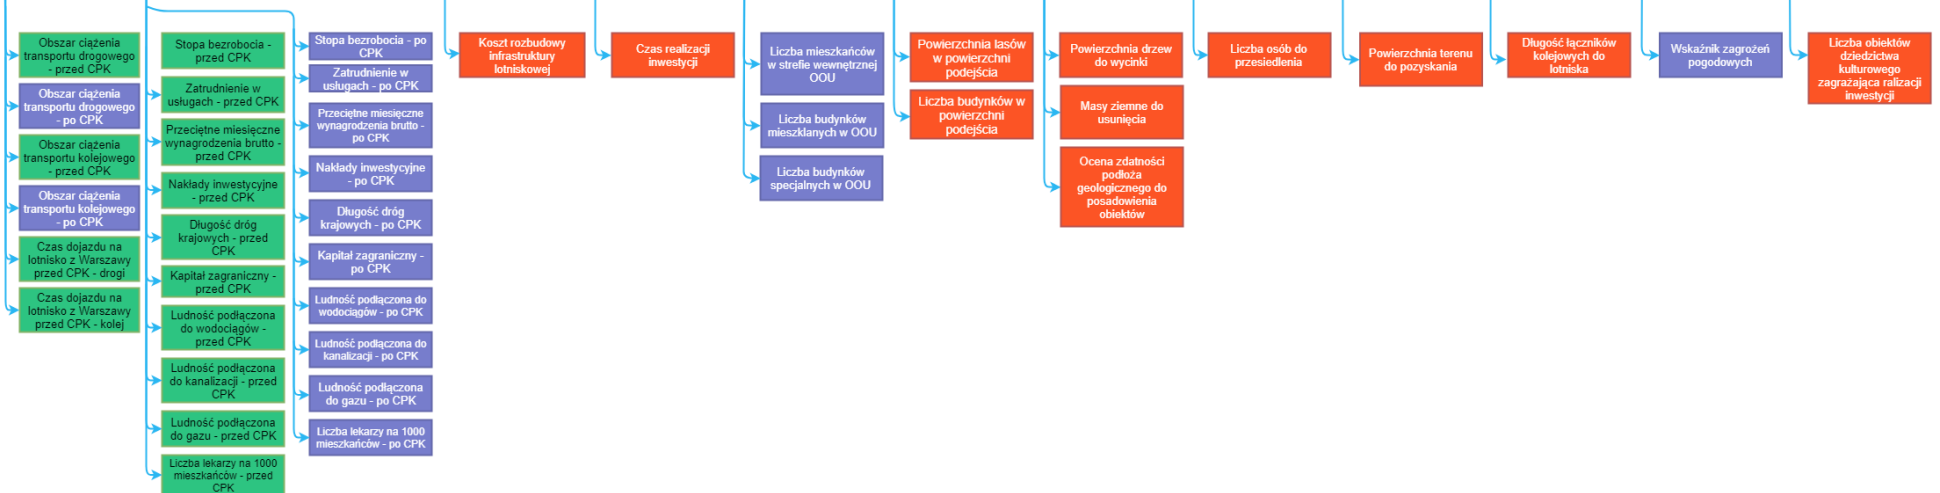 Obszar ciążenia
transportu drogowego
- przed CPK
Obszar ciążenia
transportu drogowego
- po CPK
Obszar ciążenia
transportu kolejowego
- przed CPK
Obszar ciążenia
transportu kolejowego
- po CPK
Czas dojazdu na
lotnisko z Warszawy
przed CPK - drogi
Czas dojazdu na
lotnisko z Warszawy
przed CPK - kolej
Stopa bezrobocia -
przed CPK
Zatrudnienie w
usługach - przed CPK
Przeciętne miesięczne
wynagrodzenia brutto -
przed CPK
Nakłady inwestycyjne
- przed CPK
Długość dróg
krajowych - przed
CPK
Kapitał zagraniczny -
przed CPK
Ludność podłączona
do wodociągów -
przed CPK
Ludność podłączona
do kanalizacji - przed
CPK
Ludność podłączona
do gazu - przed CPK
Liczba lekarzy na 1000
mieszkańców - przed
CPK
Stopa bezrobocia - po
CPK
Zatrudnienie w
usługach - po CPK
Przeciętne miesięczne
wynagrodzenia brutto -
po CPK
Nakłady inwestycyjne
- po CPK
Długość dróg
krajowych - po CPK
Kapitał zagraniczny -
po CPK
Ludność podłączona do
wodociągów - po CPK
Ludność podłączona do
kanalizacji - po CPK
Ludność podłączona
do gazu - po CPK
Liczba lekarzy na 1000
mieszkańców - po CPK
Koszt rozbudowy
infrastruktury
lotniskowej
Czas realizacji
inwestycji
Liczba mieszkańców
w strefie wewnętrznej
OOU
Liczba budynków
mieszklanych w OOU
Liczba budynków
specjalnych w OOU
Powierzchnia lasów
w powierzchni
podejścia
Liczba budynków w
powierzchni
podejścia
Powierzchnia drzew
do wycinki
Masy ziemne do
usunięcia
Ocena zdatności
podłoża
geologicznego do
posadowienia
obiektów
Liczba osób do
przesiedlenia
Powierzchnia terenu
do pozyskania
Długość łączników
kolejowych do
lotniska
Wskaźnik zagrożeń
pogodowych
Liczba obiektów
dziedzictwa
kulturowego
zagrażająca ralizacji
inwestycji